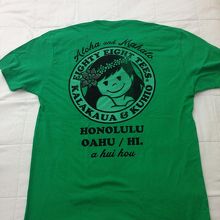 Aloha and Mahalo
EIGHTY EIGHT TEES.
KALAKAUA & KUHIO
HONOLULU
OAHU / HI.
a hui hou